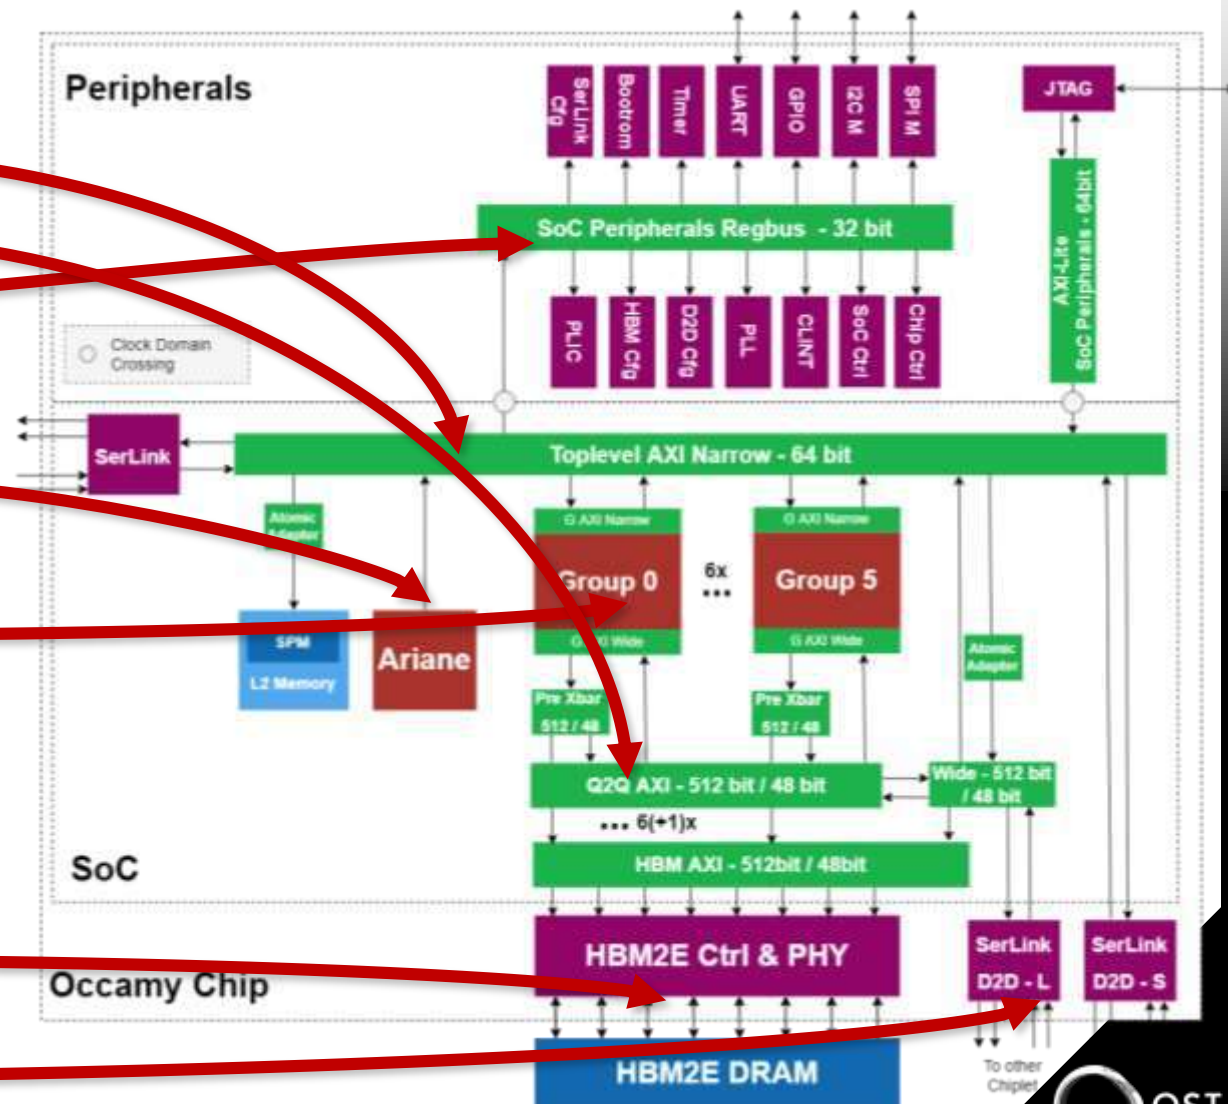 Peripherals
SerLink
Cfg
Bootrom
Timer
UART
GPIO
I2C M
SPI M
JTAG
SoC Peripherals Regbus - 32 bit
AXI-Lite
SoC Peripherals - 64bit
PLIC
HBM Cfg
D2D Cfg
PLL
CLINT
SoC Ctrl
Chip Ctrl
Clock Domain
Crossing
SerLink
Toplevel AXI Narrow - 64 bit
Atomic
Adapter
G AXI Narrow
Group 0
G AXI Wide
6x
...
G AXI Narrow
Group 5
G AXI Wide
SPM
L2 Memory
Ariane
Atomic
Adapter
Pre Xbar
512 / 48
Pre Xbar
512 / 48
Q2Q AXI - 512 bit / 48 bit
Wide - 512 bit
/ 48 bit
... 6(+1)x
HBM AXI - 512bit / 48bit
SoC
HBM2E Ctrl & PHY
SerLink
D2D - L
SerLink
D2D - S
Occamy Chip
HBM2E DRAM
To other
Chiplet
OST